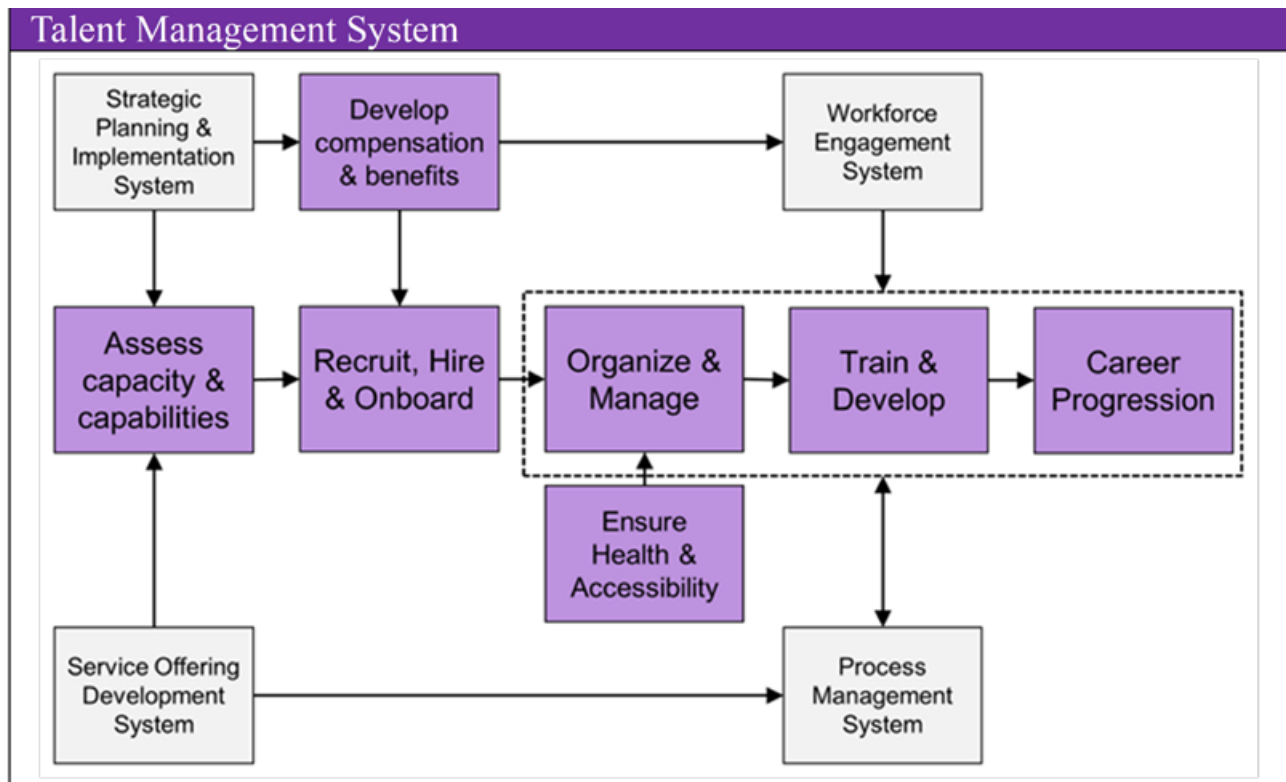 Talent Management System
Strategic
Planning &
Implementation
System
Develop
compensation
& benefits
Workforce
Engagement
System
Assess
capacity &
capabilities
Recruit, Hire
& Onboard
Organize &
Manage
Train &
Develop
Career
Progression
Ensure
Health &
Accessibility
Service Offering
Development
System
Process
Management
System